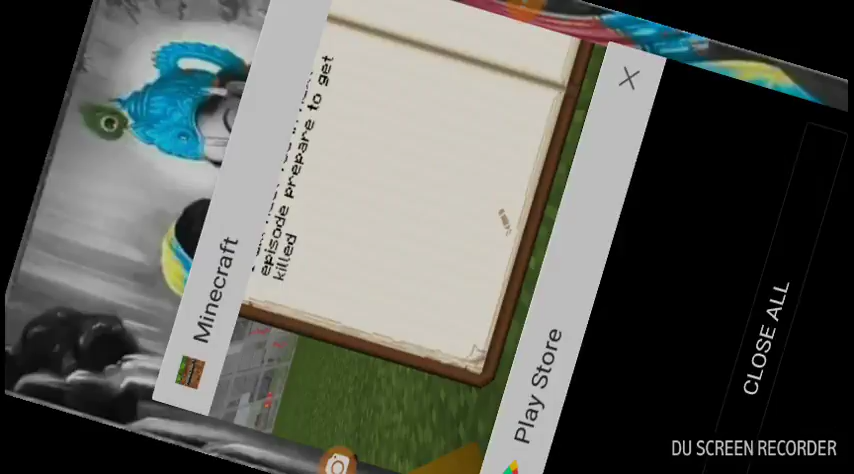 Minecraft
episode prepare to get
killed
Play Store
CLOSE ALL
DU SCREEN RECORDER